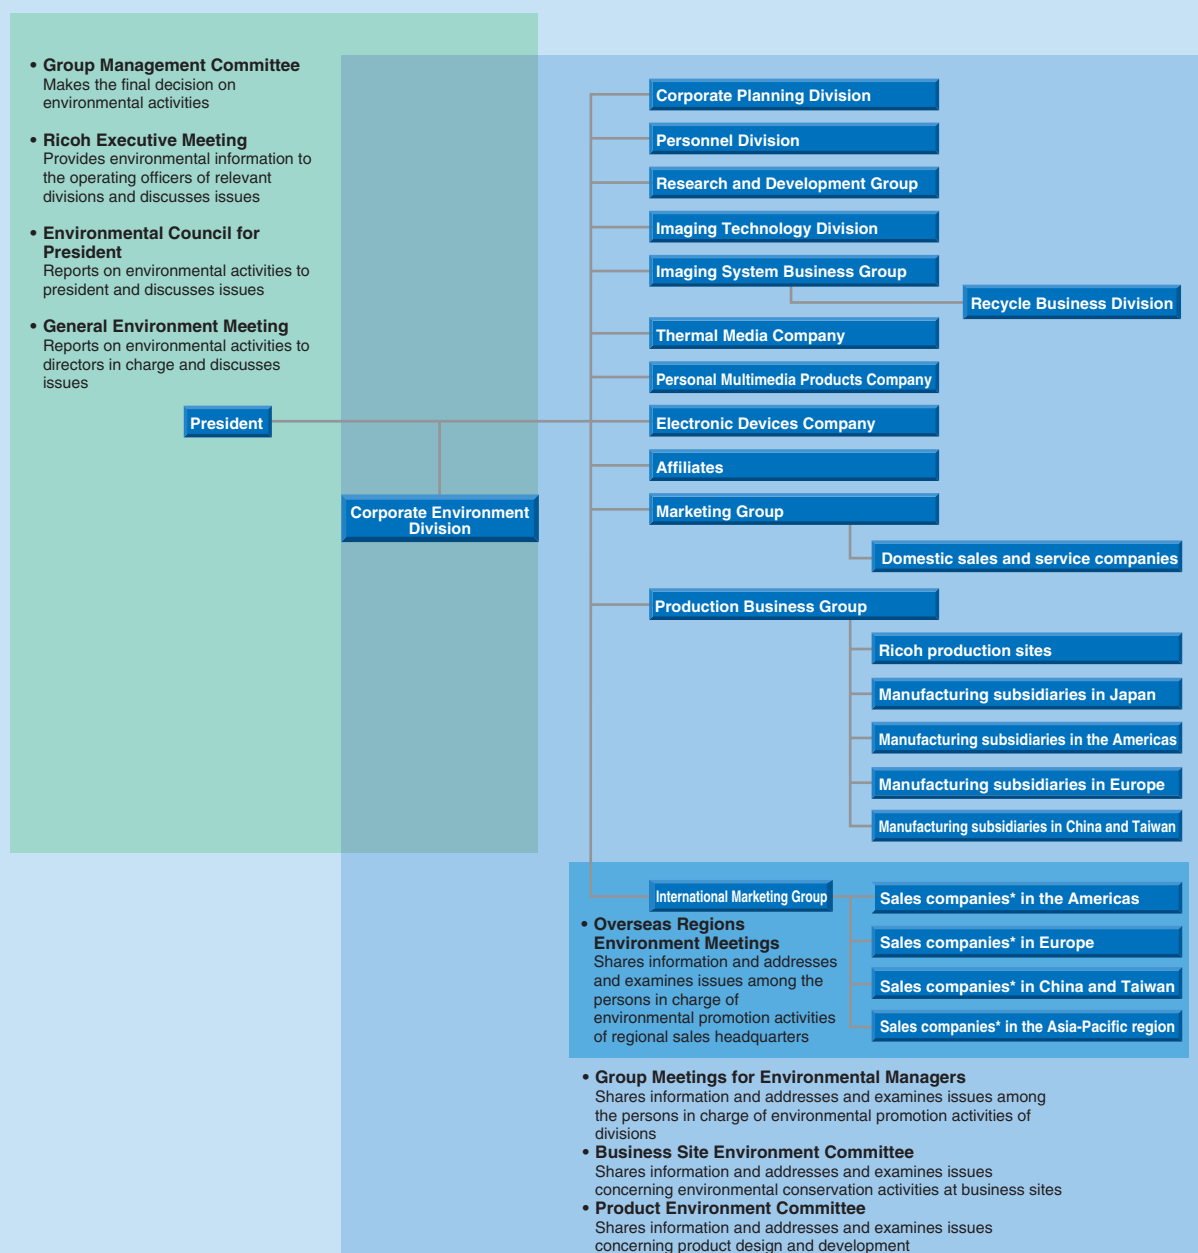 • Group Management Committee
Makes the final decision on
environmental activities
• Ricoh Executive Meeting
Provides environmental information to
the operating officers of relevant
divisions and discusses issues
• Environmental Council for
President
Reports on environmental activities to
president and discusses issues
• General Environment Meeting
Reports on environmental activities to
directors in charge and discusses
issues
President
Corporate Environment
Division
Corporate Planning Division
Personnel Division
Research and Development Group
Imaging Technology Division
Imaging System Business Group
Recycle Business Division
Thermal Media Company
Personal Multimedia Products Company
Electronic Devices Company
Affiliates
Marketing Group
Domestic sales and service companies
Production Business Group
Ricoh production sites
Manufacturing subsidiaries in Japan
Manufacturing subsidiaries in the Americas
Manufacturing subsidiaries in Europe
Manufacturing subsidiaries in China and Taiwan
International Marketing Group
Sales companies* in the Americas
Sales companies* in Europe
Sales companies* in China and Taiwan
Sales companies* in the Asia-Pacific region
• Overseas Regions
Environment Meetings
Shares information and addresses
and examines issues among the
persons in charge of
environmental promotion activities
of regional sales headquarters
• Group Meetings for Environmental Managers
Shares information and addresses and examines issues among
the persons in charge of environmental promotion activities of
divisions
• Business Site Environment Committee
Shares information and addresses and examines issues
concerning environmental conservation activities at business sites
• Product Environment Committee
Shares information and addresses and examines issues
concerning product design and development